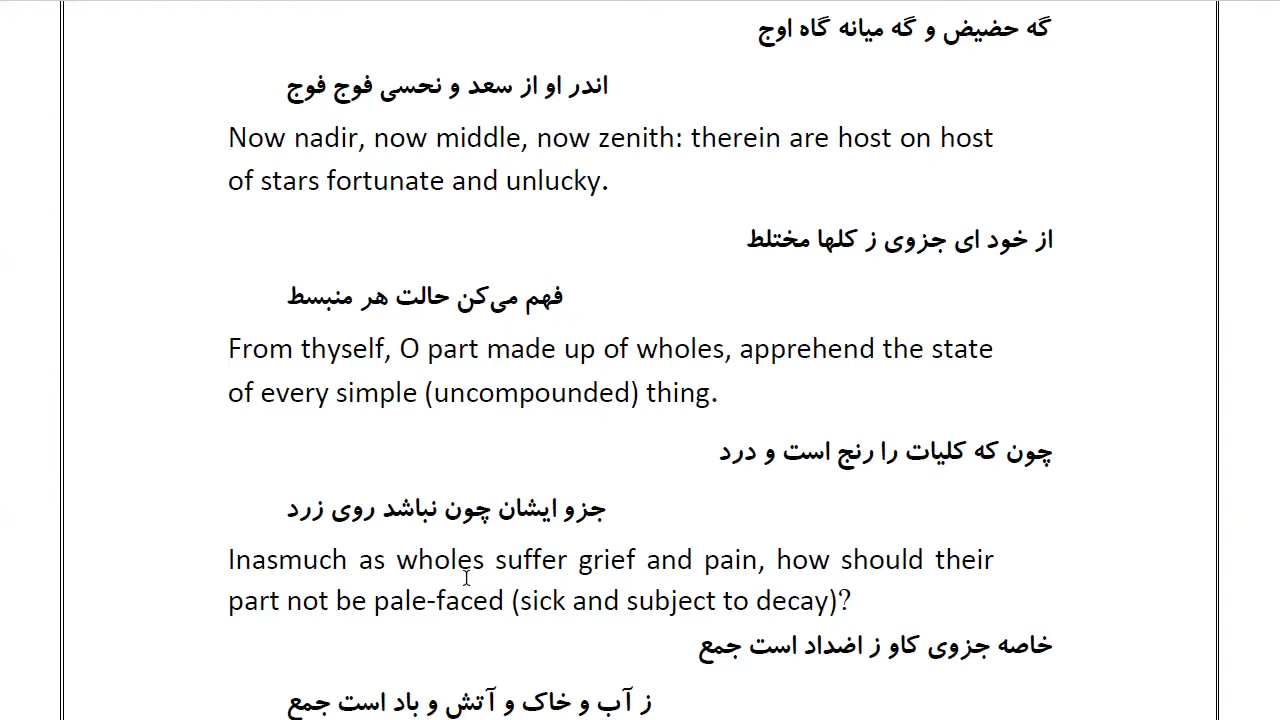 گه حضیض و گه میانه گاه اوج
اندر او از سعد و نحسی فوج فوج
Now nadir, now middle, now zenith: therein are host on host
of stars fortunate and unlucky.
از خود ای جزوی ز کلها مختلط
فهم می‌کن حالت هر منبسط
From thyself, O part made up of wholes, apprehend the state
of every simple (uncompounded) thing.
چون که کلیات را رنج است و درد
جزو ایشان چون نباشد روی زرد
Inasmuch as wholes suffer grief and pain, how should their
part not be pale-faced (sick and subject to decay)?
خاصه جزوی کاو ز اضداد است جمع
ز آب و خاک و آتش و باد است جمع